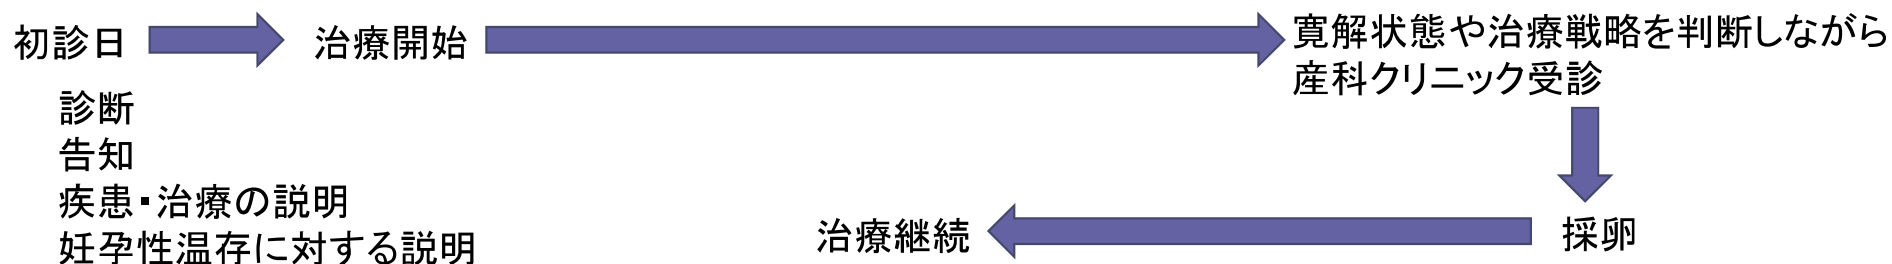 初診日
治療開始
寛解状態や治療戦略を判断しながら
産科クリニック受診
診断
告知
疾患・治療の説明
妊孕性温存に対する説明
採卵
治療継続